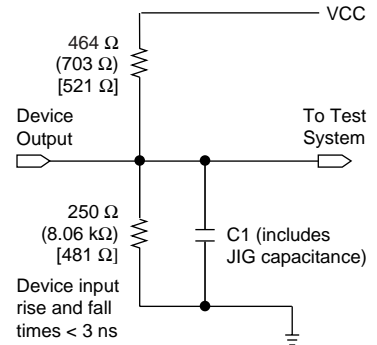 VCC
464 Ω
(703 Ω)
[521 Ω]
Device
Output
To Test
System
250 Ω
(8.06 kΩ)
[481 Ω]
C1 (includes
JIG capacitance)
Device input
rise and fall
times < 3 ns